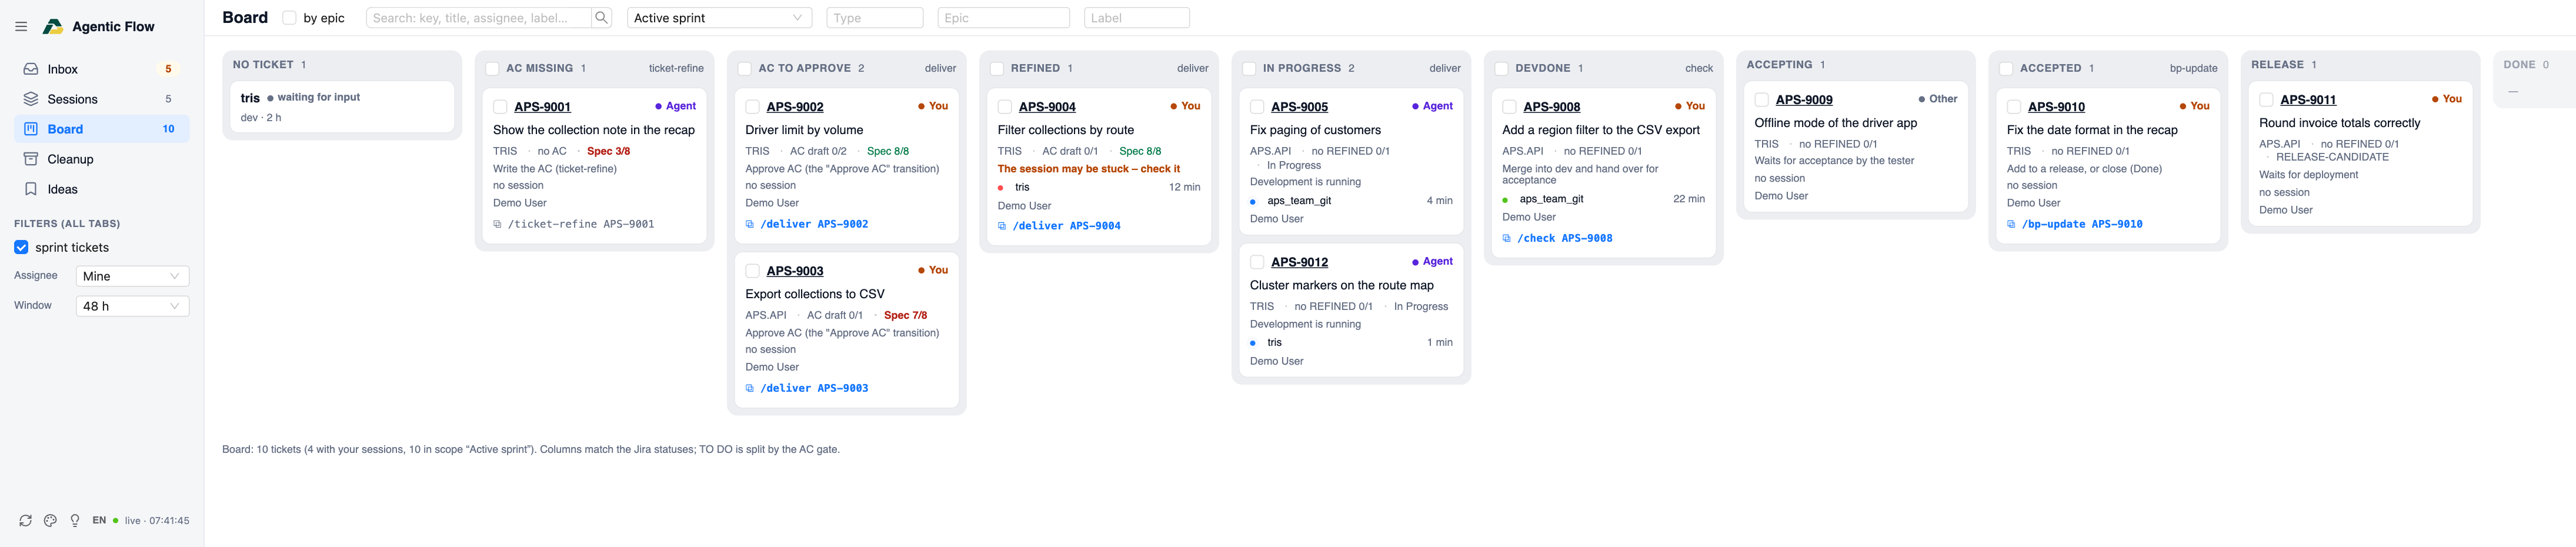 Agentic Flow
Inbox 5
Sessions 5
Board 10
Cleanup
Ideas
FILTERS (ALL TABS)
sprint tickets
Assignee Mine
Window 48 h
EN live · 07:41:45
Board by epic Search: key, title, assignee, label... Active sprint Type Epic Label
NO TICKET 1
tris waiting for input
dev · 2 h
AC MISSING 1 ticket-refine
APS-9001 Agent
Show the collection note in the recap
TRIS · no AC · Spec 3/8
Write the AC (ticket-refine)
no session
Demo User
/ticket-refine APS-9001
AC TO APPROVE 2 deliver
APS-9002 You
Driver limit by volume
TRIS · AC draft 0/2 · Spec 8/8
Approve AC (the "Approve AC" transition)
no session
Demo User
/deliver APS-9002
APS-9003 You
Export collections to CSV
APS.API · AC draft 0/1 · Spec 7/8
Approve AC (the "Approve AC" transition)
no session
Demo User
/deliver APS-9003
REFINED 1 deliver
APS-9004 You
Filter collections by route
TRIS · AC draft 0/1 · Spec 8/8
The session may be stuck – check it
tris 12 min
Demo User
/deliver APS-9004
IN PROGRESS 2 deliver
APS-9005 Agent
Fix paging of customers
APS.API · no REFINED 0/1
· In Progress
Development is running
aps_team_git 4 min
Demo User
APS-9012 Agent
Cluster markers on the route map
TRIS · no REFINED 0/1 · In Progress
Development is running
tris 1 min
Demo User
DEVDONE 1 check
APS-9008 You
Add a region filter to the CSV export
APS.API · no REFINED 0/1
Merge into dev and hand over for
acceptance
aps_team_git 22 min
Demo User
/check APS-9008
ACCEPTING 1
APS-9009 Other
Offline mode of the driver app
TRIS · no REFINED 0/1
Waits for acceptance by the tester
no session
Demo User
ACCEPTED 1 bp-update
APS-9010 You
Fix the date format in the recap
TRIS · no REFINED 0/1
Add to a release, or close (Done)
no session
Demo User
/bp-update APS-9010
RELEASE 1
APS-9011 You
Round invoice totals correctly
APS.API · no REFINED 0/1
· RELEASE-CANDIDATE
Waits for deployment
no session
Demo User
DONE 0
—
Board: 10 tickets (4 with your sessions, 10 in scope "Active sprint"). Columns match the Jira statuses; TO DO is split by the AC gate.